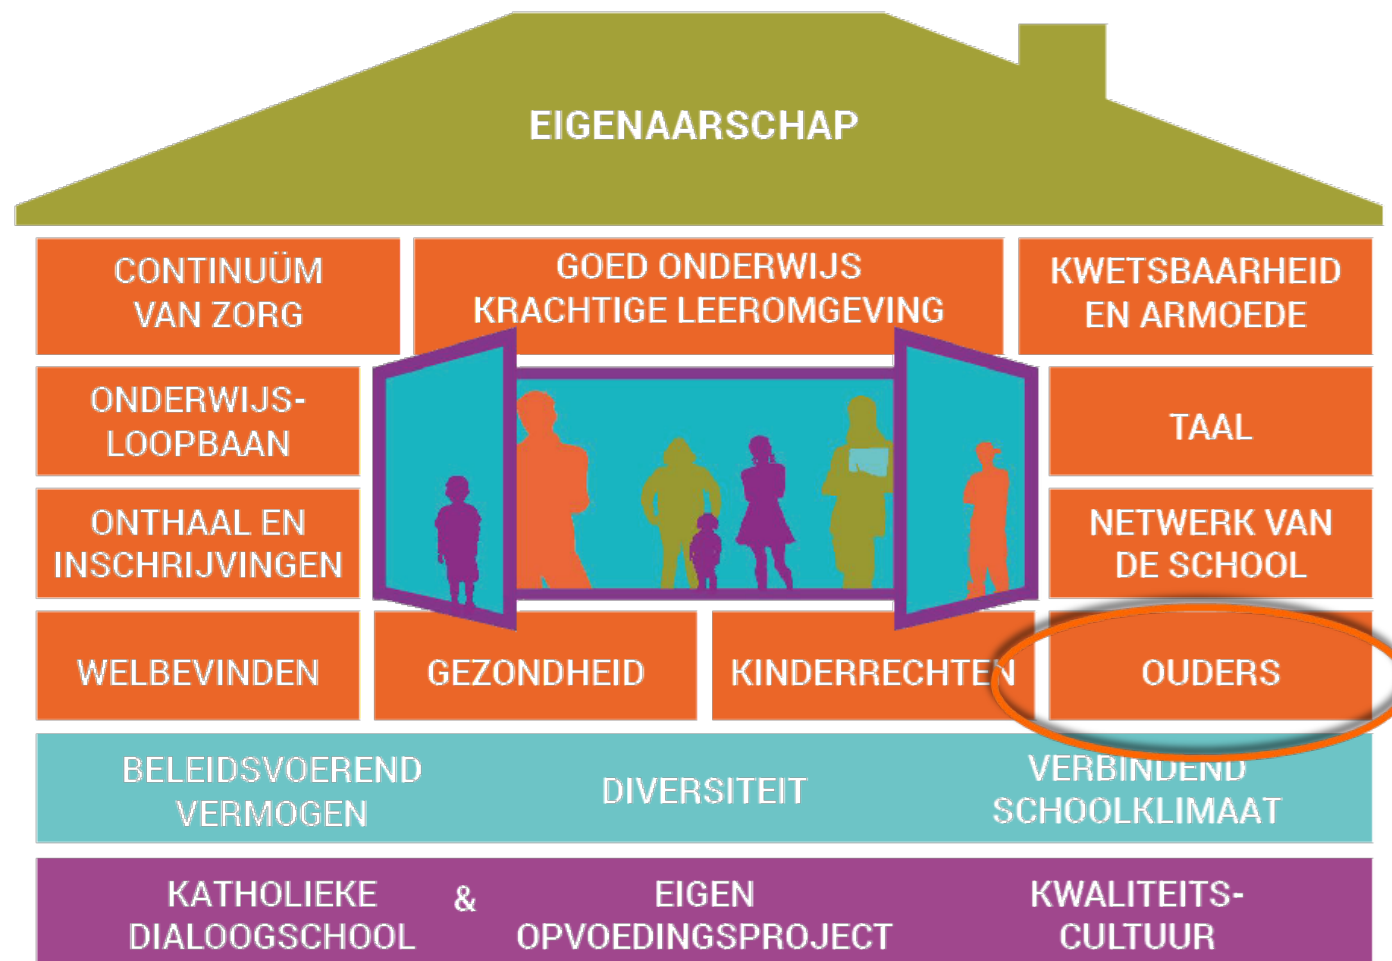 EIGENAARSCHAP
CONTINUÜM
VAN ZORG
GOED ONDERWIJS
KRACHTIGE LEEROMGEVING
KWETSBAARHEID
EN ARMOEDE
ONDERWIJS-
LOOPBAAN
TAAL
ONTHAAL EN
INSCHRIJVINGEN
NETWERK VAN
DE SCHOOL
WELBEVINDEN
GEZONDHEID
KINDERRECHTEN
OUDERS
BELEIDSVOEREND
VERMOGEN
DIVERSITEIT
VERBINDEND
SCHOOLKLIMAAT
KATHOLIEKE
DIALOOGSCHOOL
&
EIGEN
OPVOEDINGSPROJECT
KWALITEITS-
CULTUUR